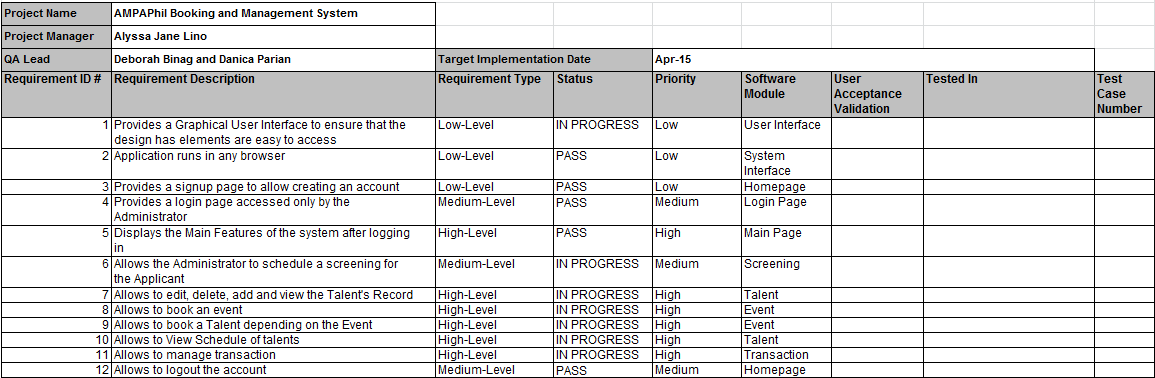 Project Name AMPAPhil Booking and Management System
Project Manager Alyssa Jane Lino
QA Lead Deborah Binag and Danica Parian Target Implementation Date Apr-15
Requirement ID # Requirement Description Requirement Type Status Priority Software Module User Acceptance Validation Tested In Test Case Number
1 Provides a Graphical User Interface to ensure that the Low-Level IN PROGRESS Low User Interface
design has elements are easy to access
2 Application runs in any browser Low-Level PASS Low System
Interface
3 Provides a signup page to allow creating an account Low-Level PASS Low Homepage
4 Provides a login page accessed only by the Medium-Level PASS Medium Login Page
Administrator
5 Displays the Main Features of the system after logging High-Level PASS High Main Page
in
6 Allows the Administrator to schedule a screening for Medium-Level IN PROGRESS Medium Screening
the Applicant
7 Allows to edit, delete, add and view the Talent's Record High-Level IN PROGRESS High Talent
8 Allows to book an event High-Level IN PROGRESS High Event
9 Allows to book a Talent depending on the Event High-Level IN PROGRESS High Event
10 Allows to View Schedule of talents High-Level IN PROGRESS High Talent
11 Allows to manage transaction High-Level IN PROGRESS High Transaction
12 Allows to logout the account Medium-Level PASS Medium Homepage